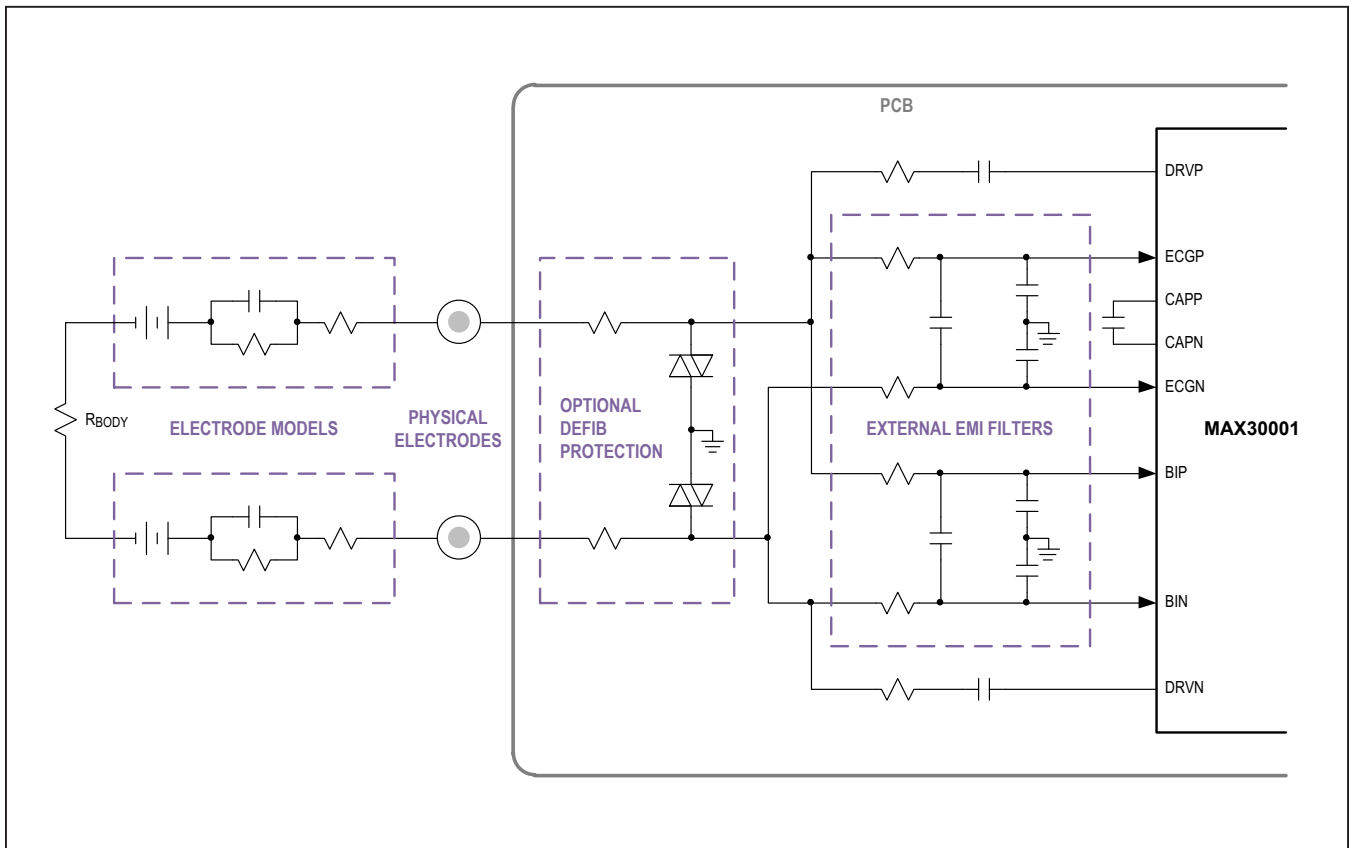 PCB
DRVP
ECGP
CAPP
CAPN
ECGN
MAX30001
BIP
BIN
DRVN
RBODY
ELECTRODE MODELS
PHYSICAL
ELECTRODES
OPTIONAL
DEFIB
PROTECTION
EXTERNAL EMI FILTERS